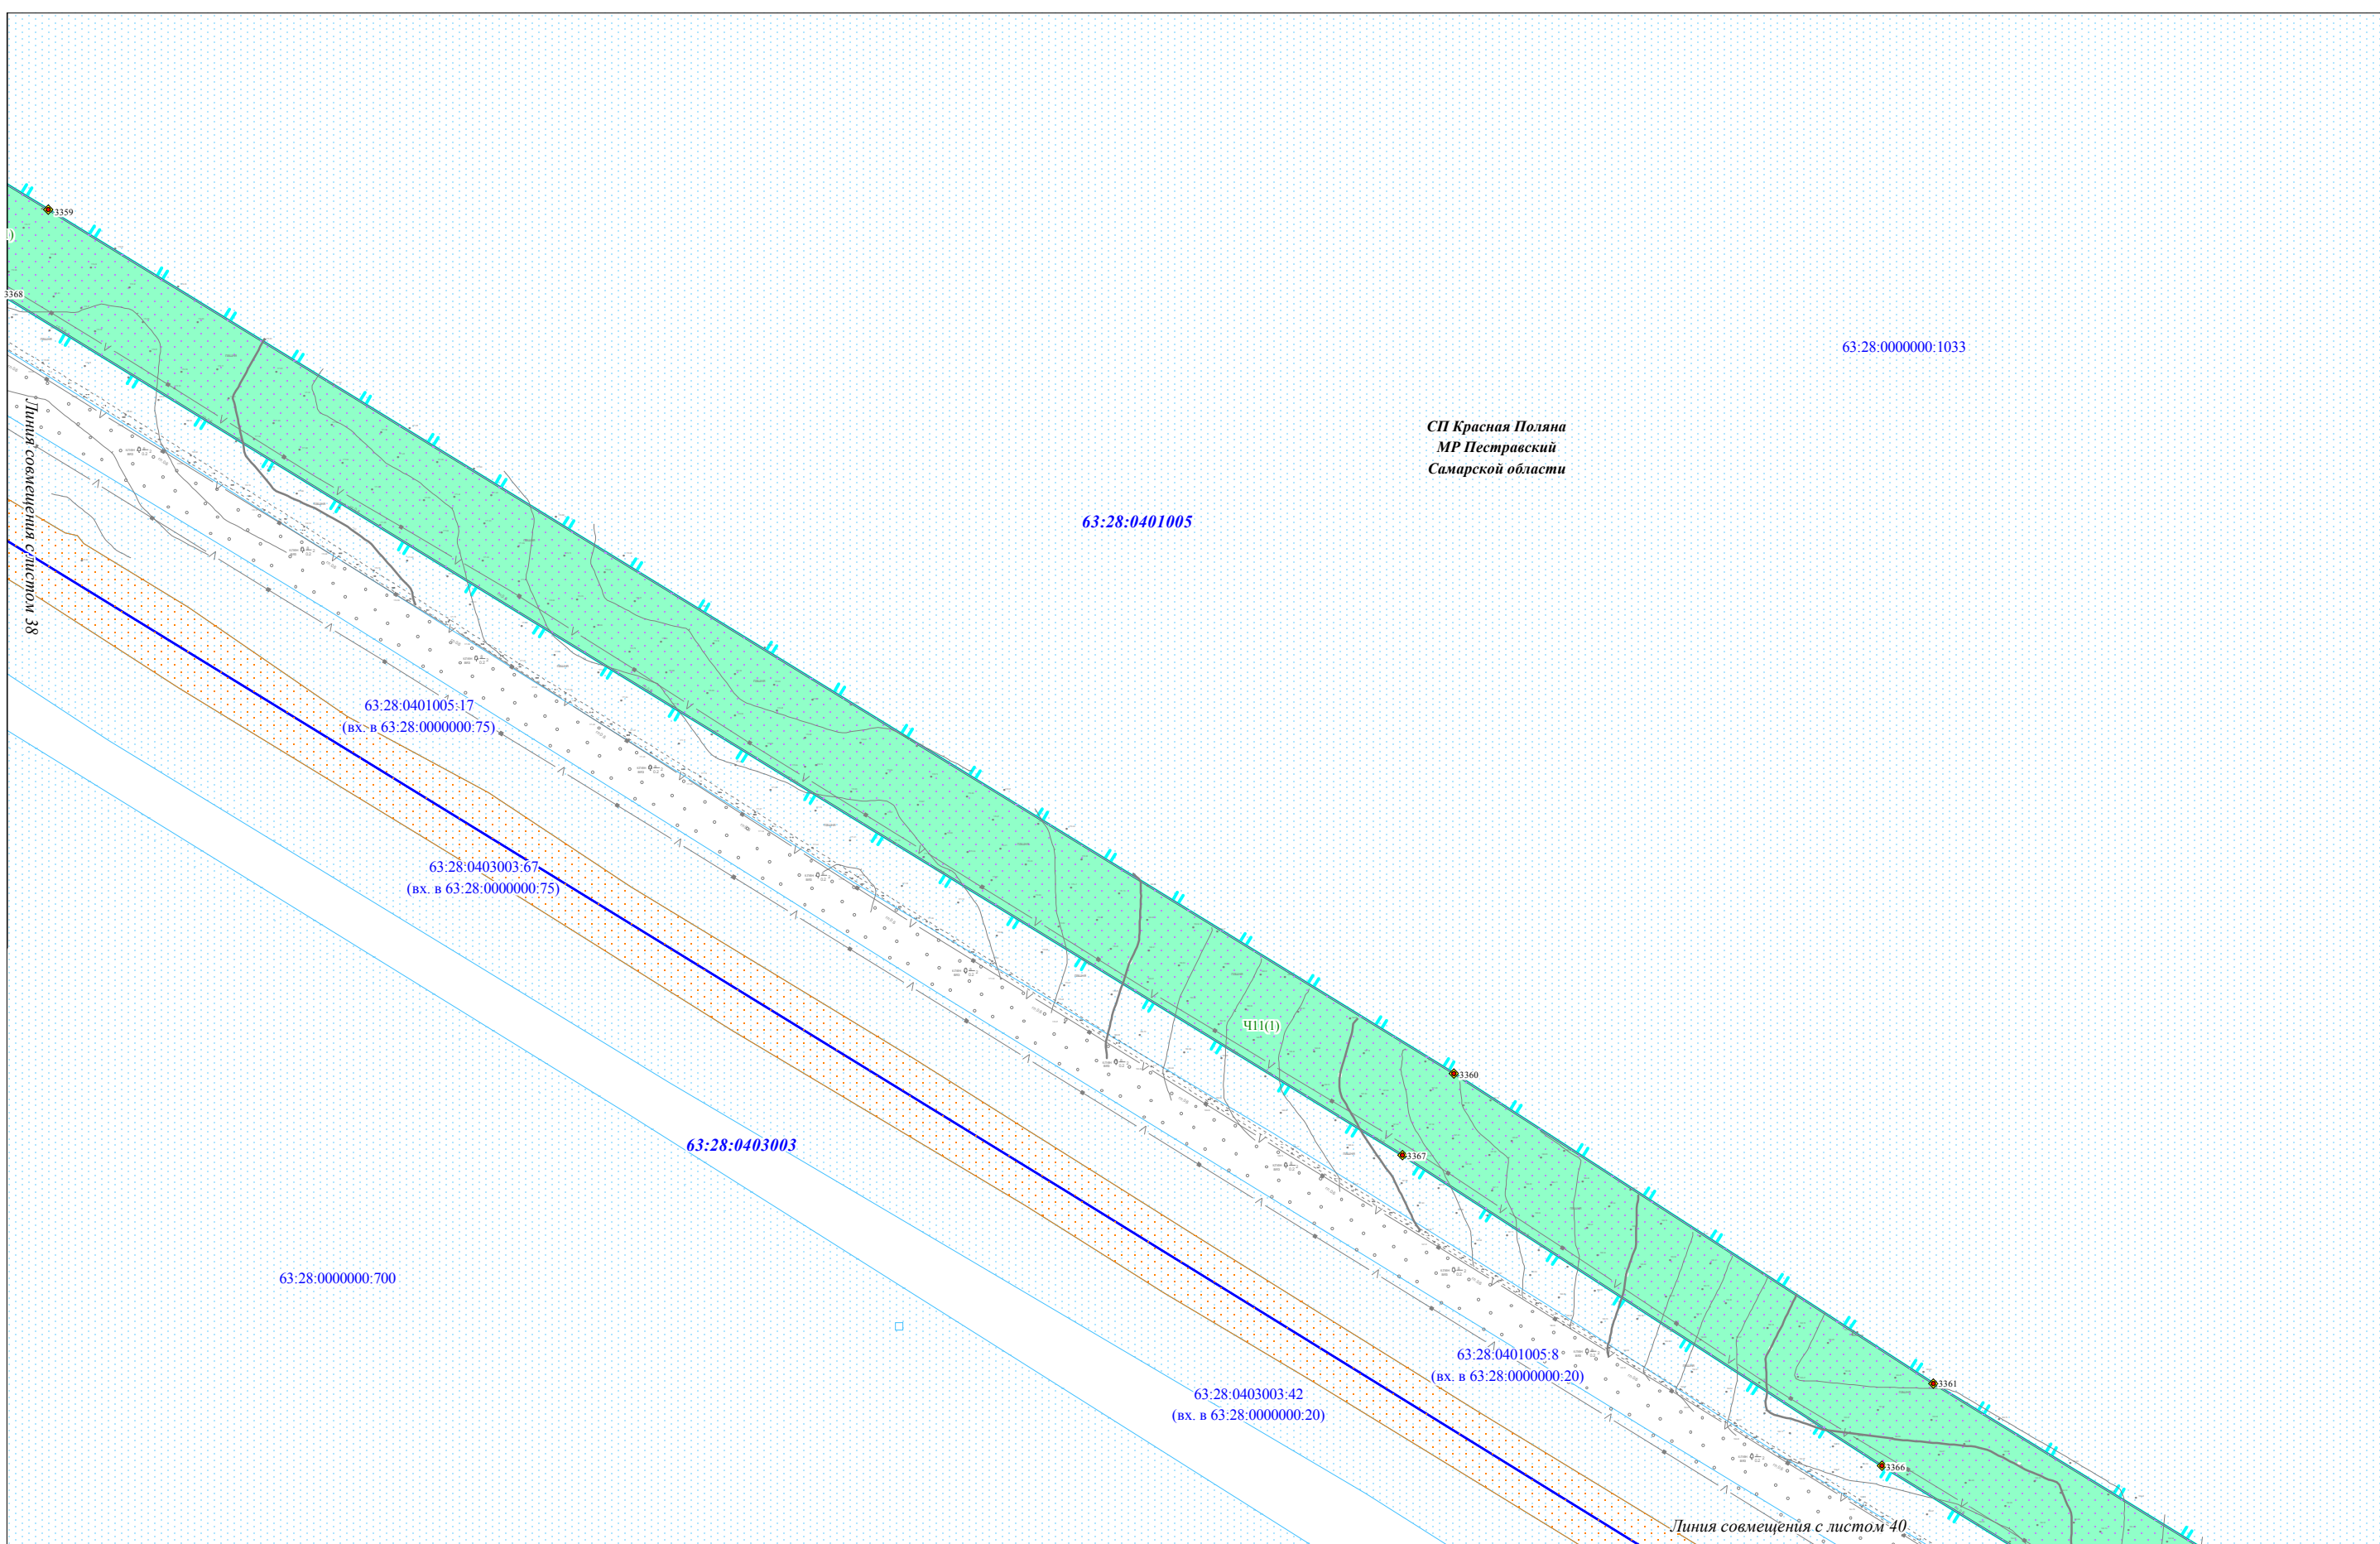 3359
)
3368
63:28:0000000:1033
СП Красная Поляна
МР Пестравский
Самарской области
Линия совмещения с листом 38
63:28:0401005
63:28:0401005:17
(вх. в 63:28:0000000:75)
63:28:0403003:67
(вх. в 63:28:0000000:75)
Ч11(1)
3360
63:28:0403003
3367
63:28:0000000:700
63:28:0401005:8
(вх. в 63:28:0000000:20)
63:28:0403003:42
(вх. в 63:28:0000000:20)
3361
3366
Линия совмещения с листом 40